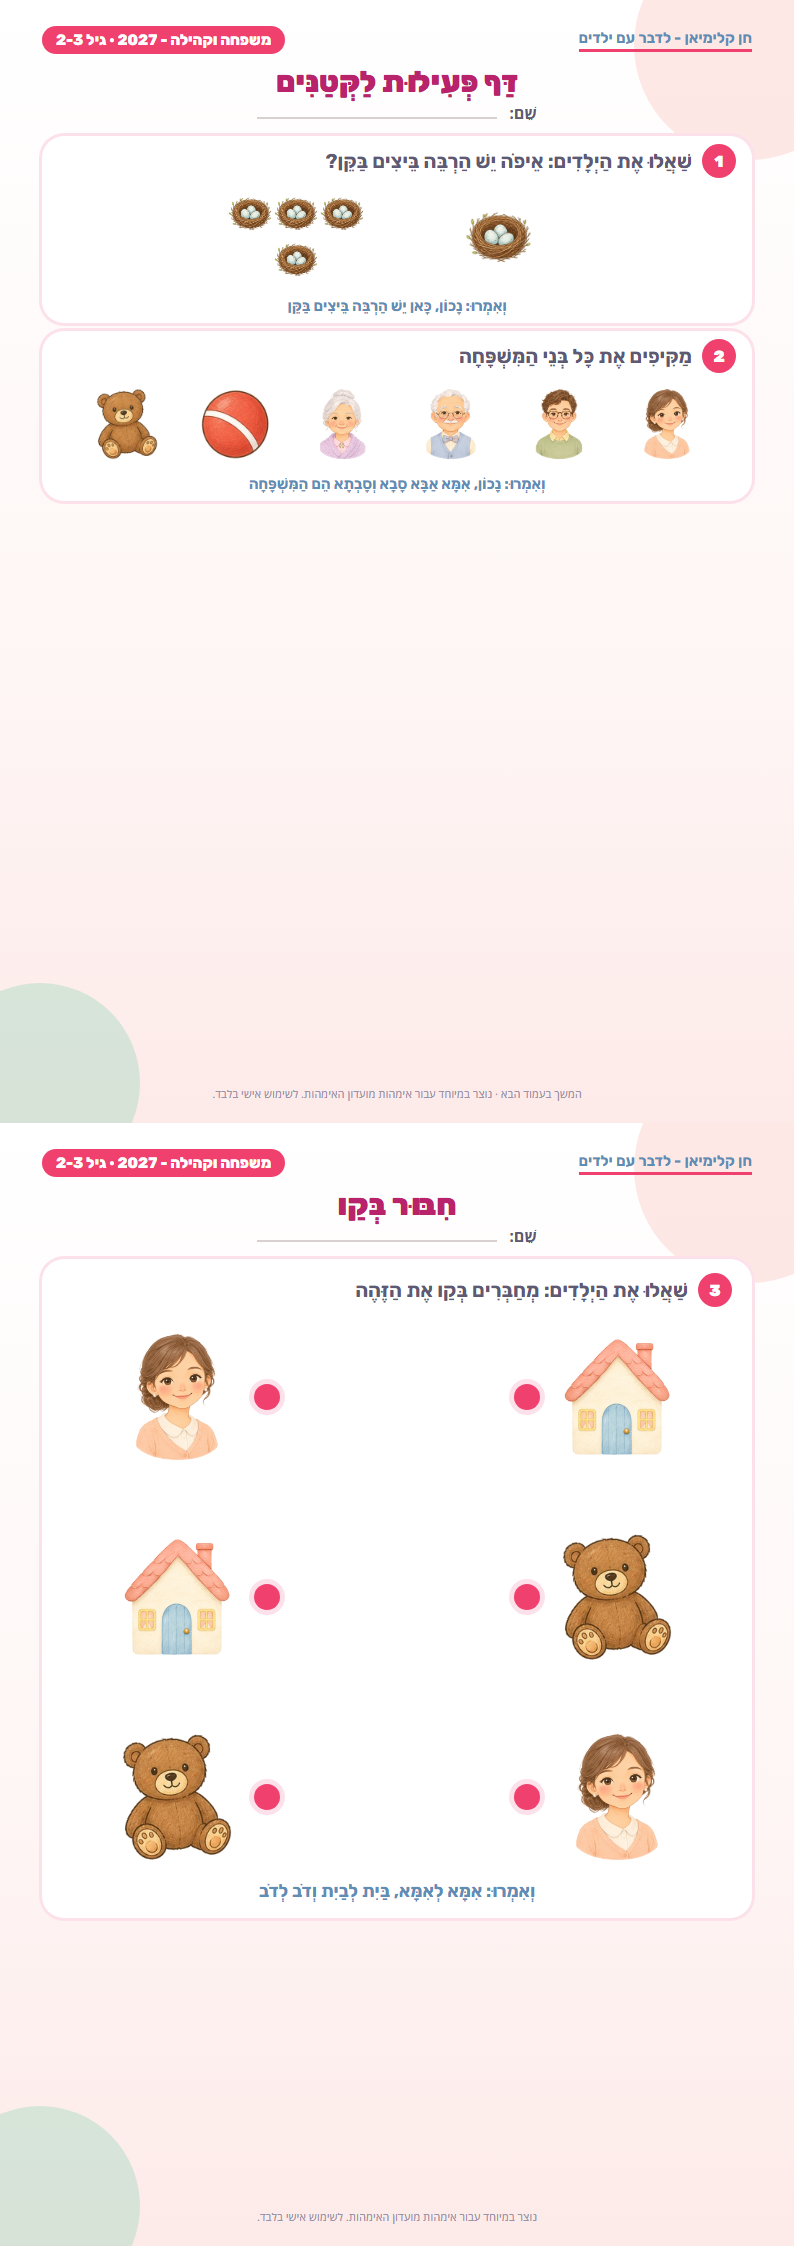 חן קלימיאן - לדבר עם ילדים
משפחה וקהילה - 2027 • גיל 2-3
דַּף פְּעִילוּת לַקְּטַנִּים
שֵׁם:
1 שַׁאֲלוּ אֶת הַיְלָדִים: אֵיפֹה יֵשׁ הַרְבֵּה בֵּיצִים בַּקֵּן?
וְאִמְרוּ: נָכוֹן, כָּאן יֵשׁ הַרְבֵּה בֵּיצִים בַּקֵּן
2 מַקִּיפִים אֶת כָּל בְּנֵי הַמִּשְׁפָּחָה
וְאִמְרוּ: נָכוֹן, אִמָּא אַבָּא סָבָא וְסָבְתָא הֵם הַמִּשְׁפָּחָה
המשך בעמוד הבא · נוצר במיוחד עבור אימהות מועדון האימהות. לשימוש אישי בלבד.
חן קלימיאן - לדבר עם ילדים
משפחה וקהילה - 2027 • גיל 2-3
חִבּוּר בְּקַו
שֵׁם:
3 שַׁאֲלוּ אֶת הַיְלָדִים: מְחַבְּרִים בְּקַו אֶת הַזֶּהֶה
וְאִמְרוּ: אִמָּא לְאִמָּא, בַּיִת לְבַיִת וְדֹב לְדֹב
נוצר במיוחד עבור אימהות מועדון האימהות. לשימוש אישי בלבד.